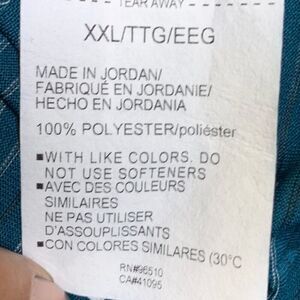 TEAR AWAY
XXL/TTG/EEG
MADE IN JORDAN/
FABRIQUÉ EN JORDANIE/
HECHO EN JORDANIA
100% POLYESTER/poliéster
▪WITH LIKE COLORS. DO
NOT USE SOFTENERS
▪AVEC DES COULEURS
SIMILAIRES
NE PAS UTILISER
D'ASSOUPLISSANTS
▪CON COLORES SIMILARES (30°C
RN#96510
CA#41095